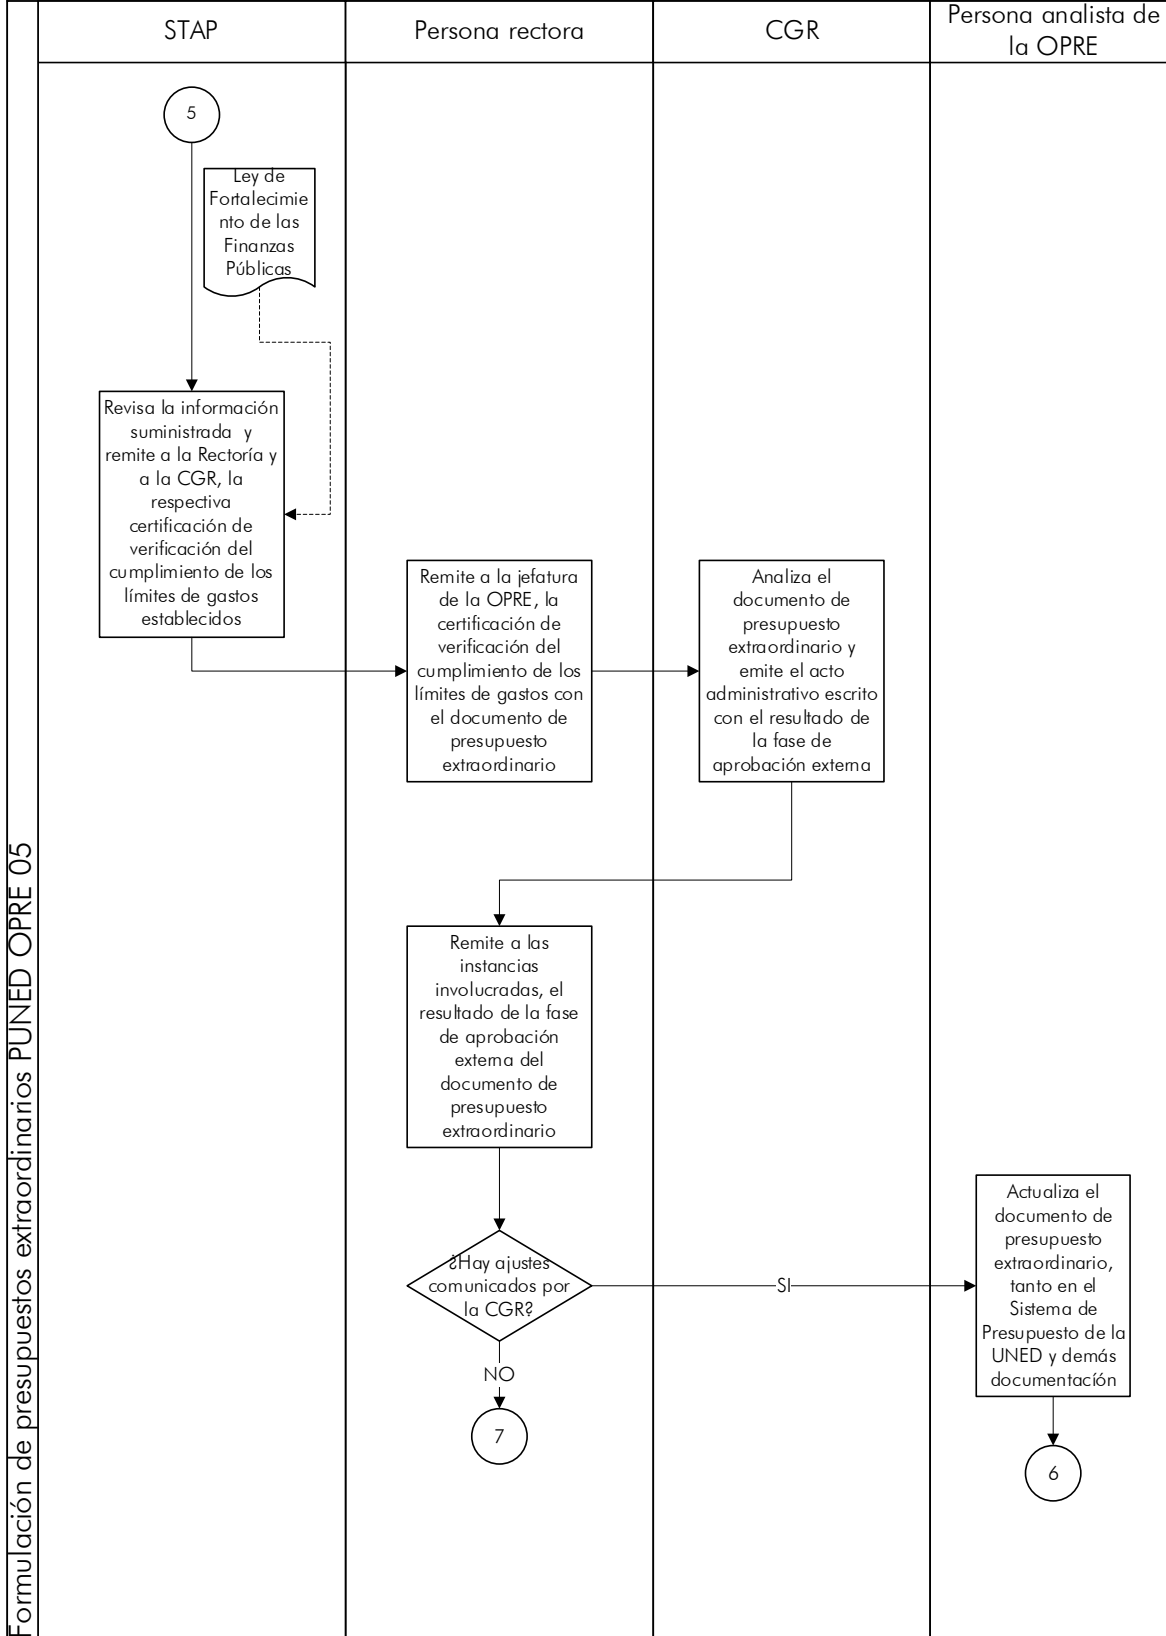 STAP
Persona rectora
CGR
Persona analista de
la OPRE
Formulación de presupuestos extraordinarios PUNED OPRE 05
5
Ley de
Fortalecimie
nto de las
Finanzas
Públicas
Revisa la información
suministrada y
remite a la Rectoría y
a la CGR, la
respectiva
certificación de
verificación del
cumplimiento de los
límites de gastos
establecidos
Remite a la jefatura
de la OPRE, la
certificación de
verificación del
cumplimiento de los
límites de gastos con
el documento de
presupuesto
extraordinario
Analiza el
documento de
presupuesto
extraordinario y
emite el acto
administrativo escrito
con el resultado de
la fase de
aprobación externa
Remite a las
instancias
involucradas, el
resultado de la fase
de aprobación
externa del
documento de
presupuesto
extraordinario
¿Hay ajustes
comunicados por
la CGR?
SI
NO
7
Actualiza el
documento de
presupuesto
extraordinario,
tanto en el
Sistema de
Presupuesto de la
UNED y demás
documentacíón
6